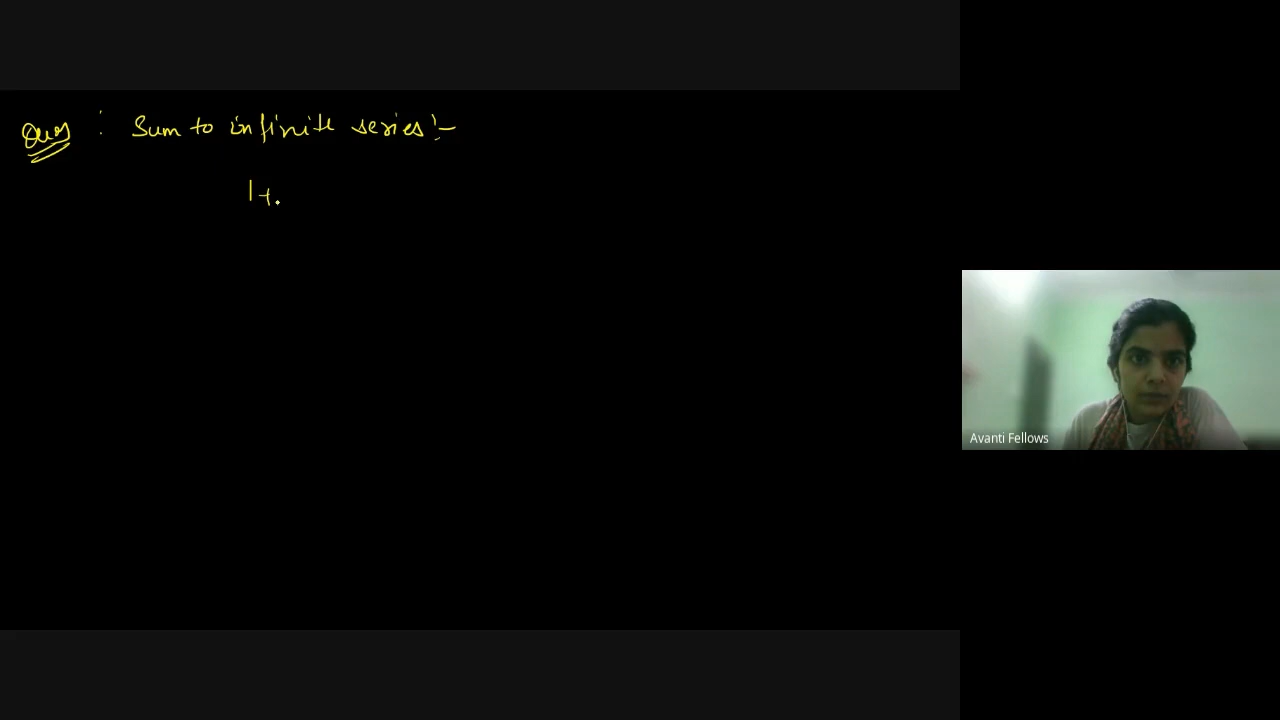 Ques : Sum to infinite series :-
1+.
Avanti Fellows